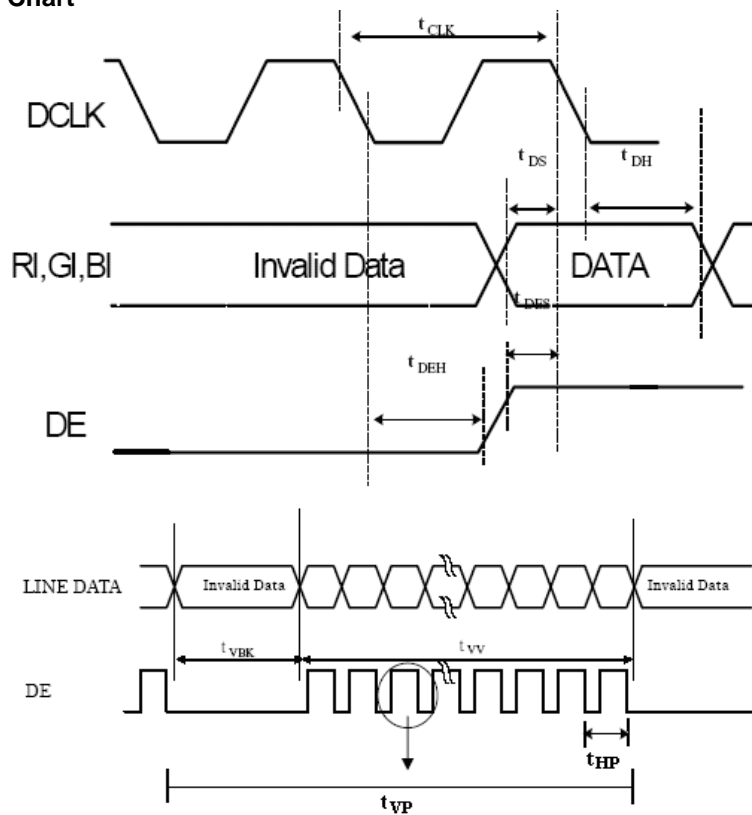 Chart
t CLK
DCLK
t DS
t DH
RI,GI,BI
Invalid Data
DATA
t DES
t DEH
DE
LINE DATA
Invalid Data
Invalid Data
t VBK
t VV
DE
t HP
t VP